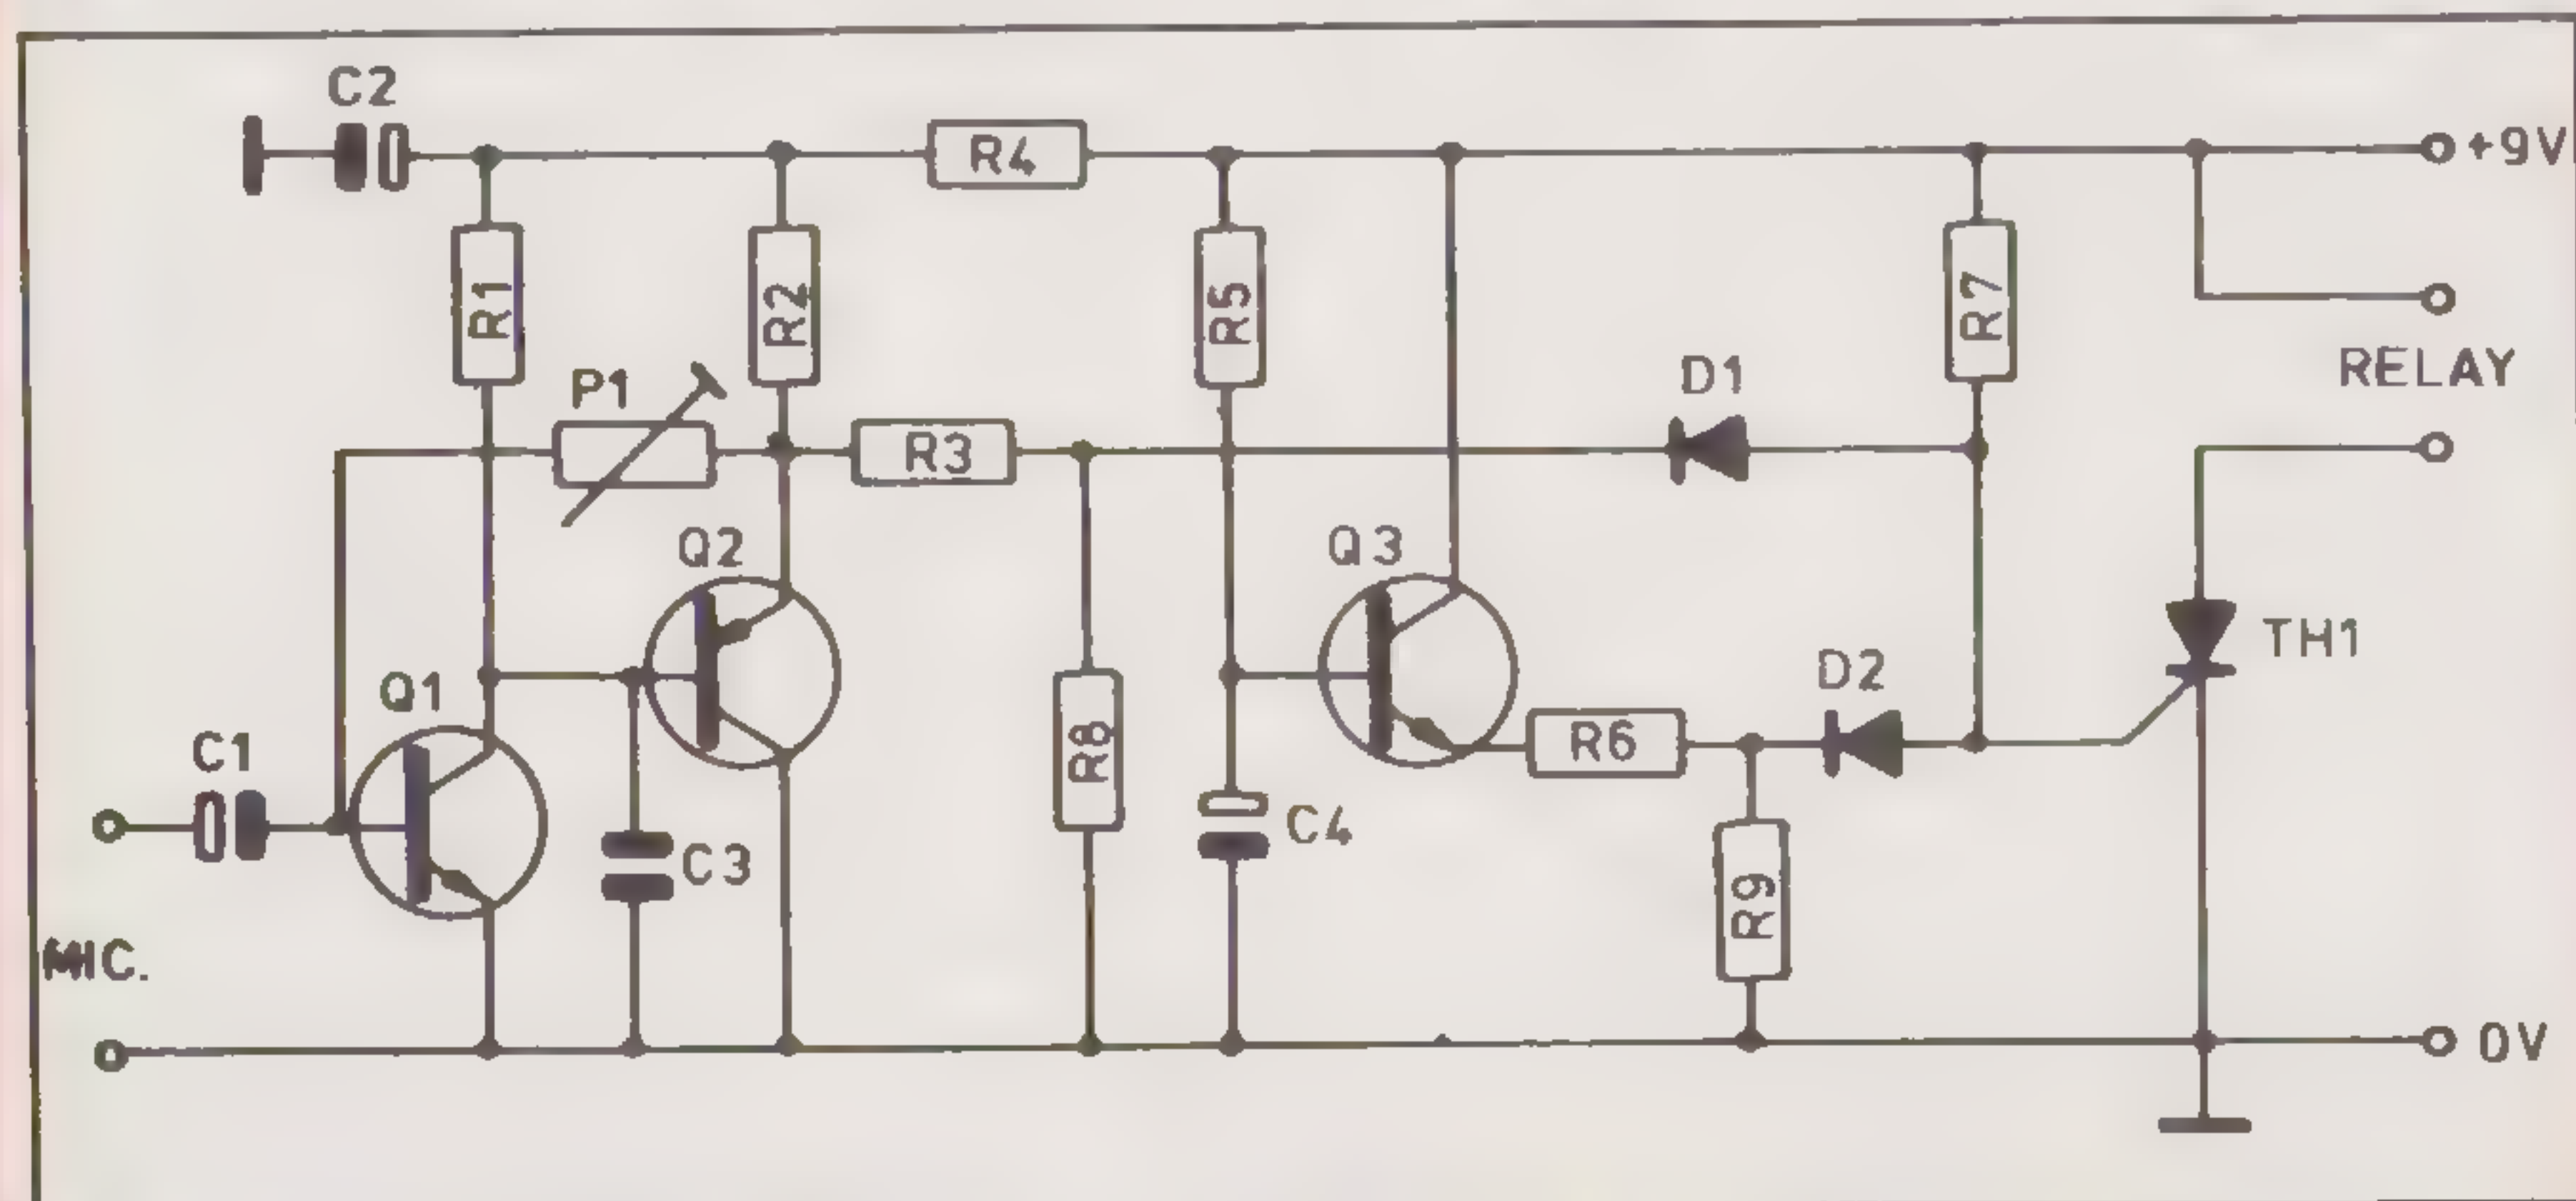 C2
R4
+9V
R1
R2
R5
R7
P1
R3
D1
RELAY
Q2
Q3
Q1
C1
R8
R6
D2
TH1
C3
C4
R9
MIC.
0V